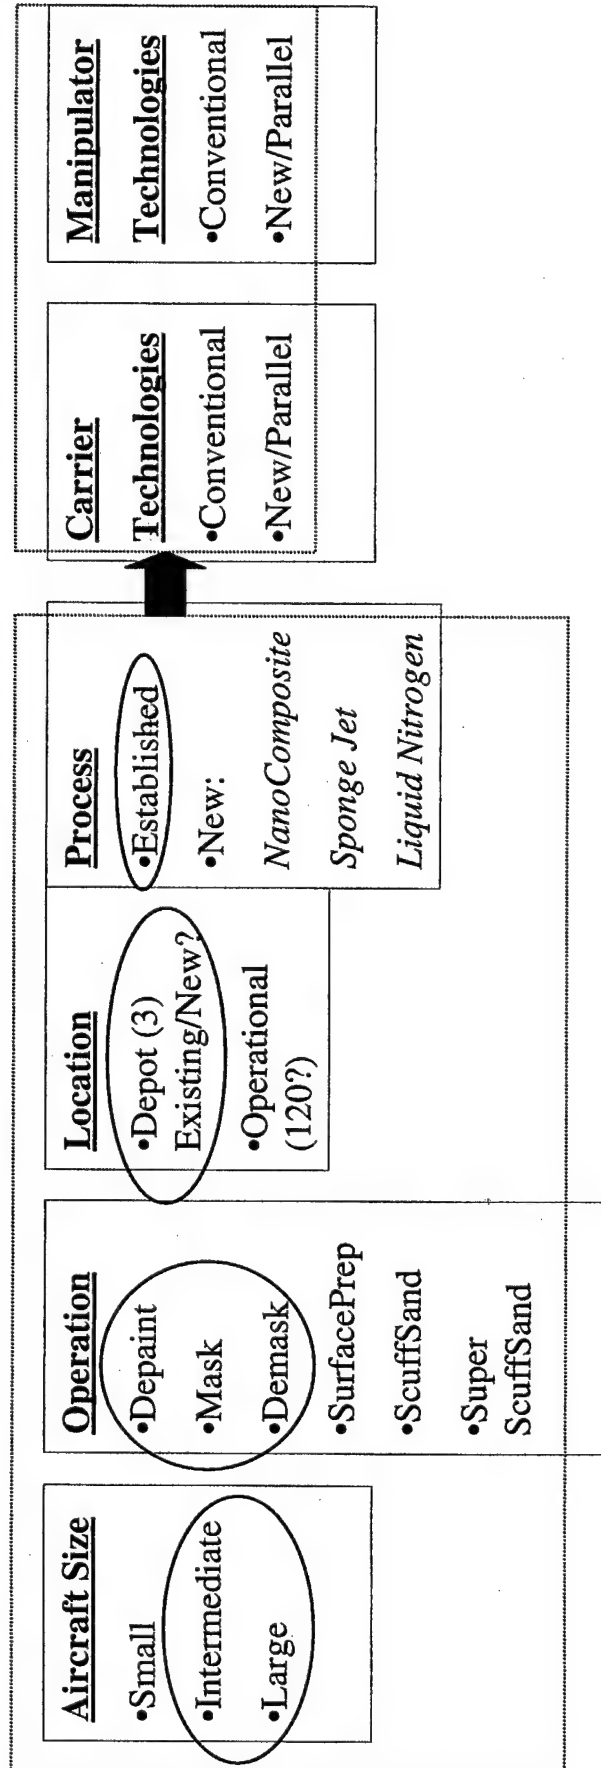 Aircraft Size
•Small
•Intermediate
•Large
Operation
•Depaint
•Mask
•Demask
•SurfacePrep
•ScuffSand
•Super
ScuffSand
Location
•Depot (3)
Existing/New?
•Operational
(120?)
Process
•Established
•New:
NanoComposite
Sponge Jet
Liquid Nitrogen
Carrier
Technologies
•Conventional
•New/Parallel
Manipulator
Technologies
•Conventional
•New/Parallel